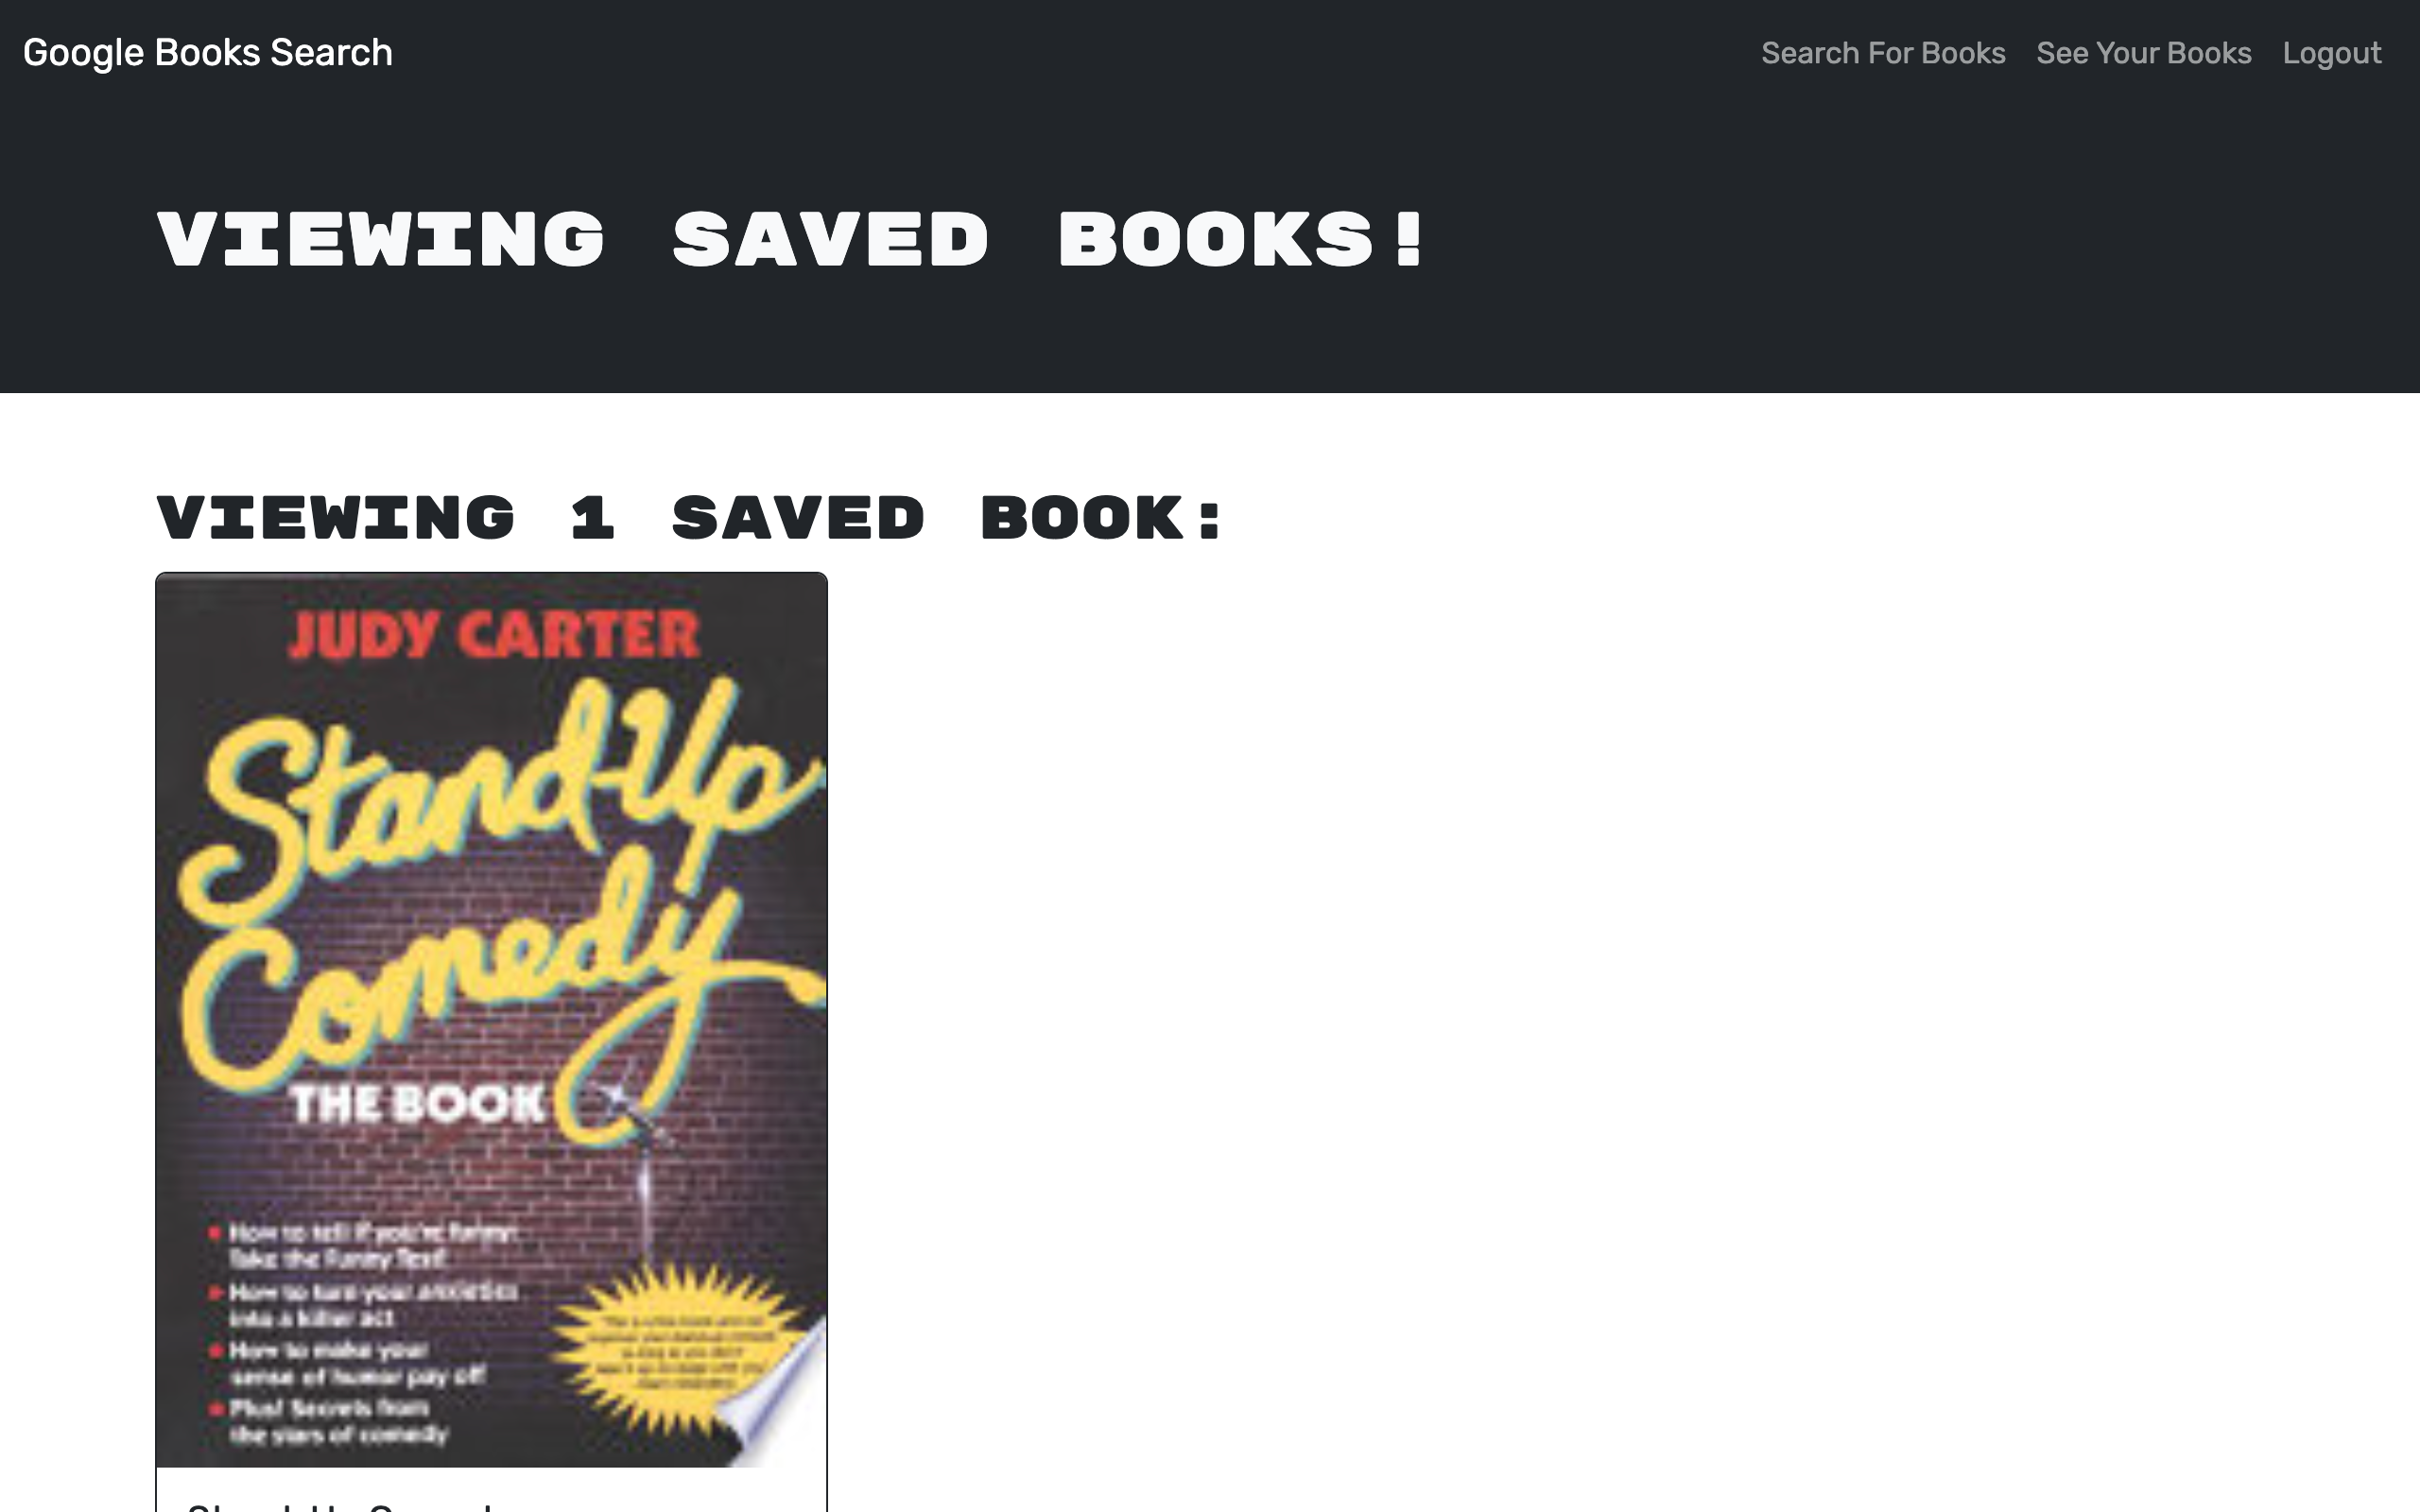 Google Books Search
Search For Books
See Your Books
Logout
VIEWING SAVED BOOKS!
VIEWING 1 SAVED BOOK:
JUDY CARTER
Stand-Up
Comedy
THE BOOK
How to tell if you're funny:
Take the Funny Test!
How to turn your anxieties
into a killer act
How to make your
sense of humor pay off!
Plus! Secrets from
the stars of comedy